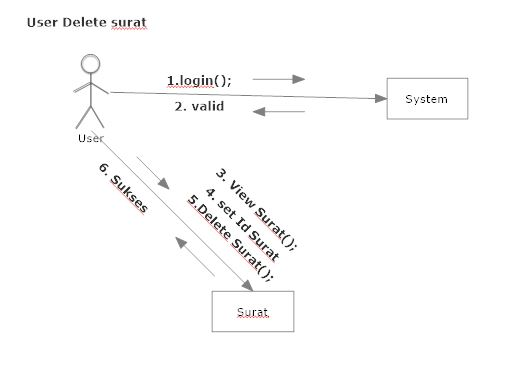 User Delete surat
1.login();
2. valid
System
User
6. Sukses
3. View Surat();
4. set Id Surat
5.Delete Surat();
Surat